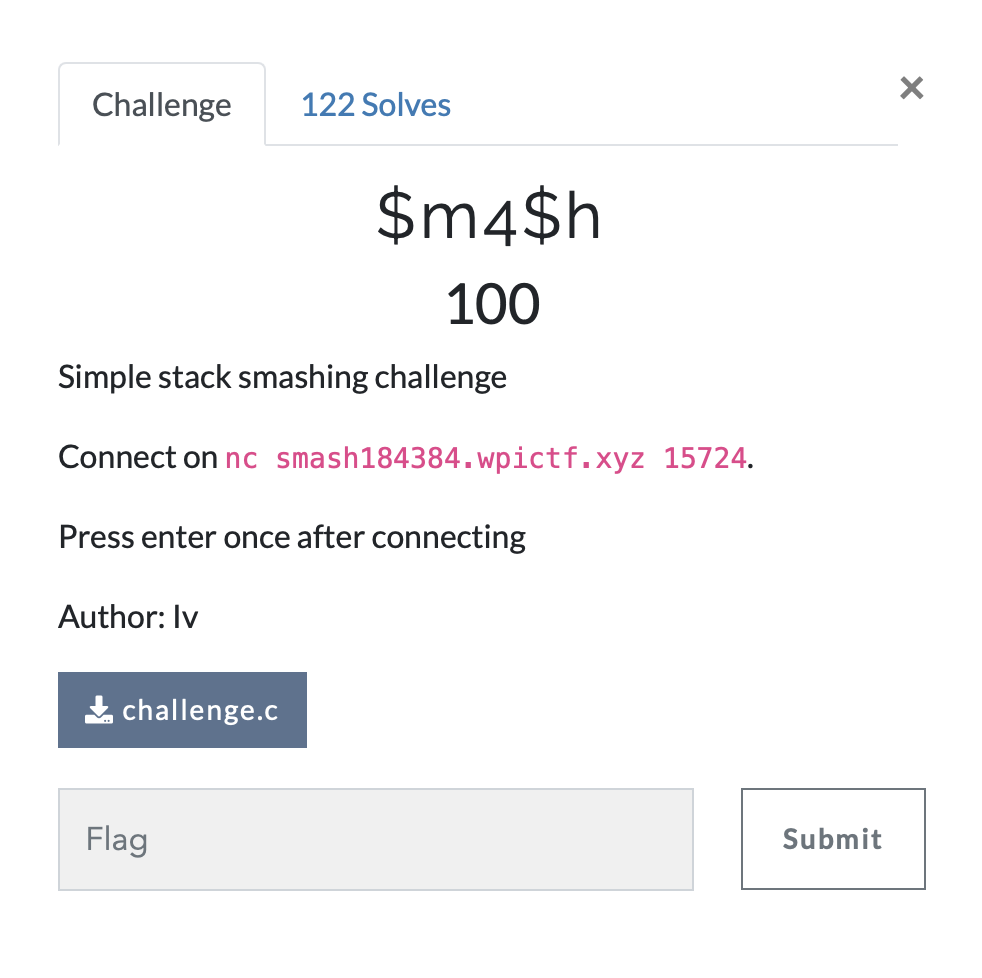 Challenge
122 Solves
×
$m4$h
100
Simple stack smashing challenge
Connect on nc smash184384.wpictf.xyz 15724.
Press enter once after connecting
Author: Iv
challenge.c
Flag
Submit